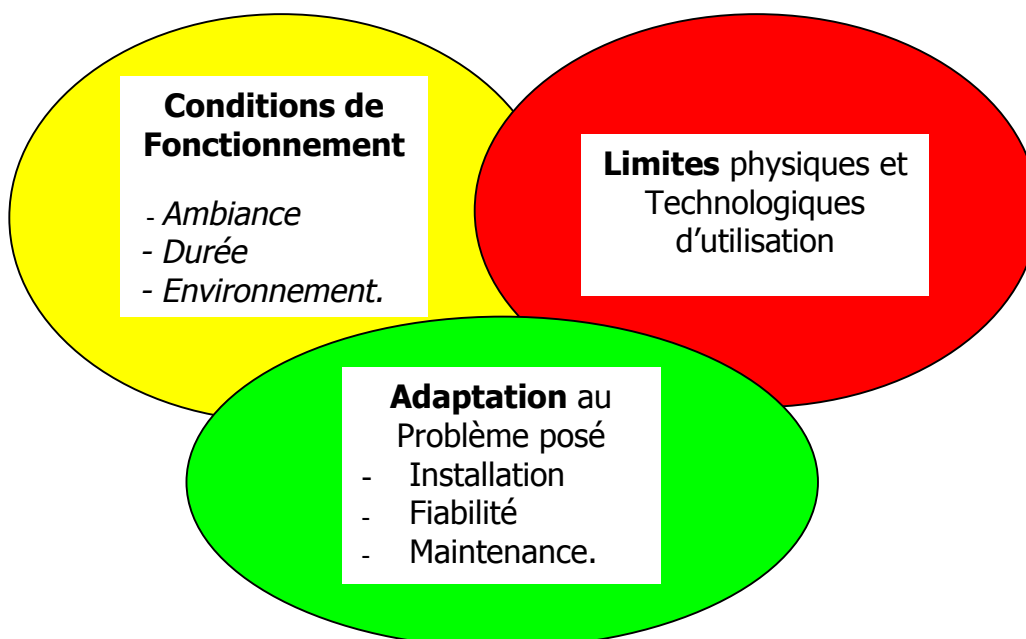 Conditions de
Fonctionnement
- Ambiance
- Durée
- Environnement.
Limites physiques et
Technologiques
d’utilisation
Adaptation au
Problème posé
- Installation
- Fiabilité
- Maintenance.